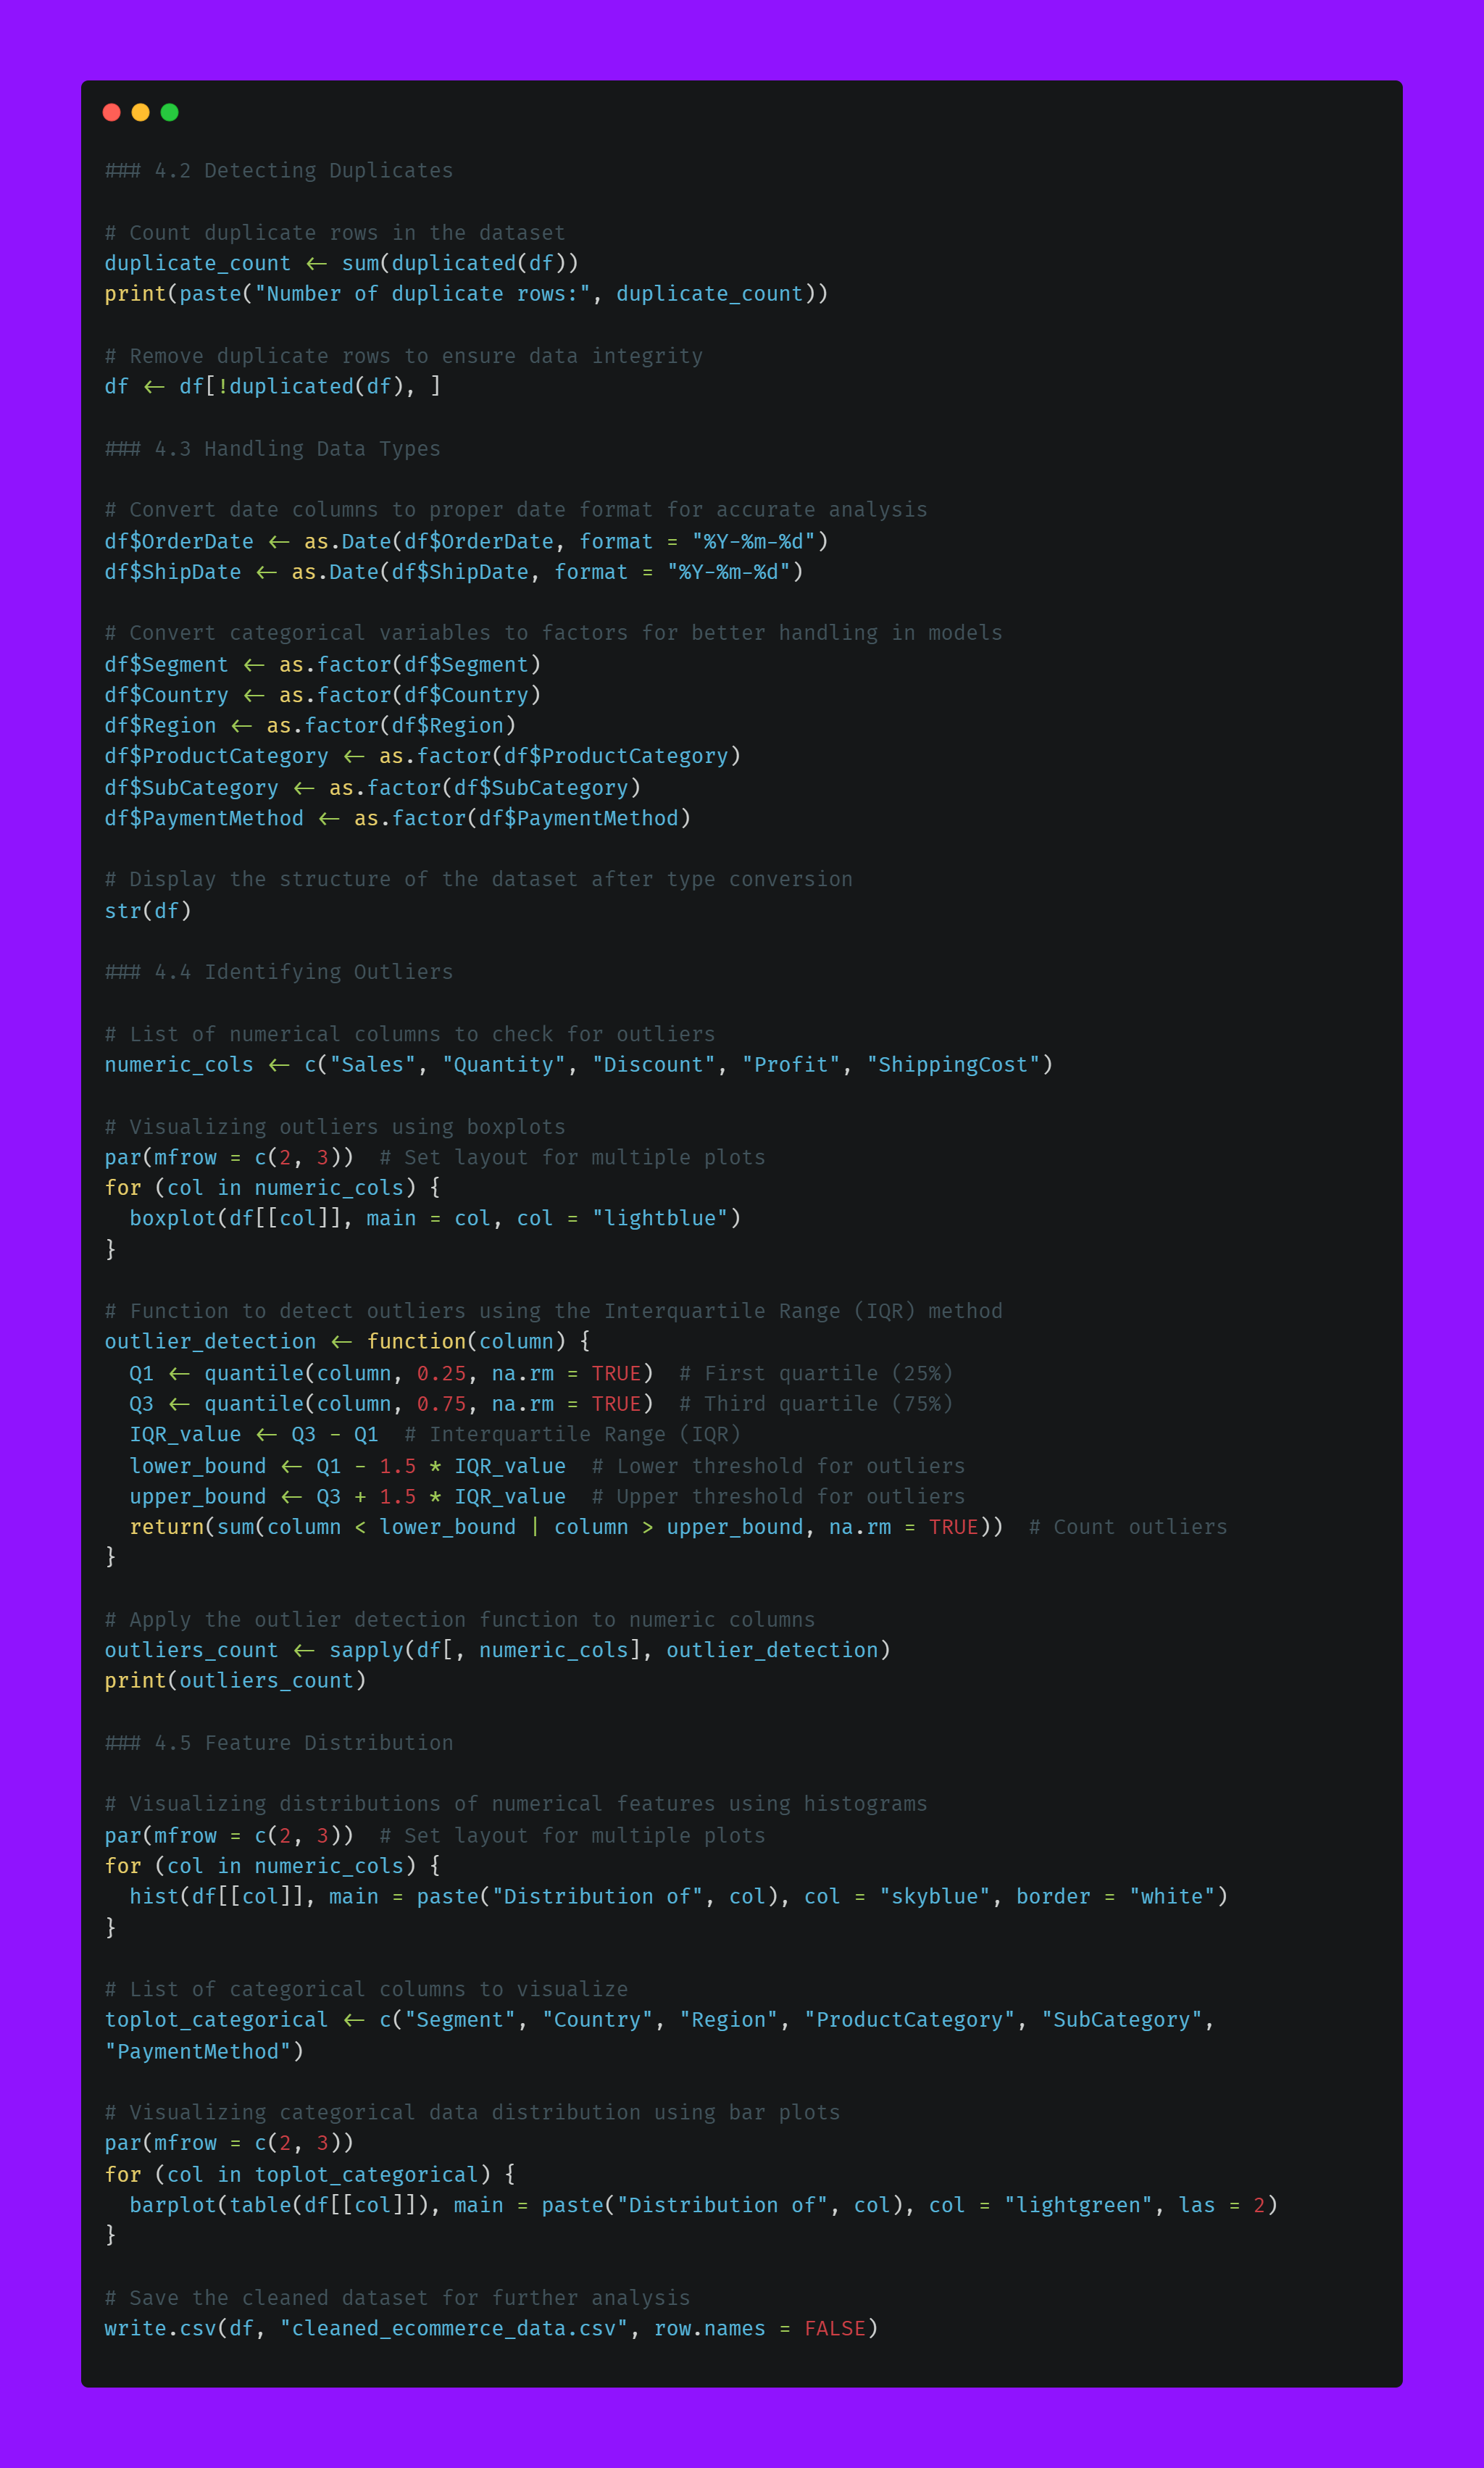 ### 4.2 Detecting Duplicates
# Count duplicate rows in the dataset
duplicate_count <- sum(duplicated(df))
print(paste("Number of duplicate rows:", duplicate_count))
# Remove duplicate rows to ensure data integrity
df <- df[!duplicated(df), ]
### 4.3 Handling Data Types
# Convert date columns to proper date format for accurate analysis
df$OrderDate <- as.Date(df$OrderDate, format = "%Y-%m-%d")
df$ShipDate <- as.Date(df$ShipDate, format = "%Y-%m-%d")
# Convert categorical variables to factors for better handling in models
df$Segment <- as.factor(df$Segment)
df$Country <- as.factor(df$Country)
df$Region <- as.factor(df$Region)
df$ProductCategory <- as.factor(df$ProductCategory)
df$SubCategory <- as.factor(df$SubCategory)
df$PaymentMethod <- as.factor(df$PaymentMethod)
# Display the structure of the dataset after type conversion
str(df)
### 4.4 Identifying Outliers
# List of numerical columns to check for outliers
numeric_cols <- c("Sales", "Quantity", "Discount", "Profit", "ShippingCost")
# Visualizing outliers using boxplots
par(mfrow = c(2, 3))  # Set layout for multiple plots
for (col in numeric_cols) {
  boxplot(df[[col]], main = col, col = "lightblue")
}
# Function to detect outliers using the Interquartile Range (IQR) method
outlier_detection <- function(column) {
  Q1 <- quantile(column, 0.25, na.rm = TRUE)  # First quartile (25%)
  Q3 <- quantile(column, 0.75, na.rm = TRUE)  # Third quartile (75%)
  IQR_value <- Q3 - Q1  # Interquartile Range (IQR)
  lower_bound <- Q1 - 1.5 * IQR_value  # Lower threshold for outliers
  upper_bound <- Q3 + 1.5 * IQR_value  # Upper threshold for outliers
  return(sum(column < lower_bound | column > upper_bound, na.rm = TRUE))  # Count outliers
}
# Apply the outlier detection function to numeric columns
outliers_count <- sapply(df[, numeric_cols], outlier_detection)
print(outliers_count)
### 4.5 Feature Distribution
# Visualizing distributions of numerical features using histograms
par(mfrow = c(2, 3))  # Set layout for multiple plots
for (col in numeric_cols) {
  hist(df[[col]], main = paste("Distribution of", col), col = "skyblue", border = "white")
}
# List of categorical columns to visualize
toplot_categorical <- c("Segment", "Country", "Region", "ProductCategory", "SubCategory",
"PaymentMethod")
# Visualizing categorical data distribution using bar plots
par(mfrow = c(2, 3))
for (col in toplot_categorical) {
  barplot(table(df[[col]]), main = paste("Distribution of", col), col = "lightgreen", las = 2)
}
# Save the cleaned dataset for further analysis
write.csv(df, "cleaned_ecommerce_data.csv", row.names = FALSE)